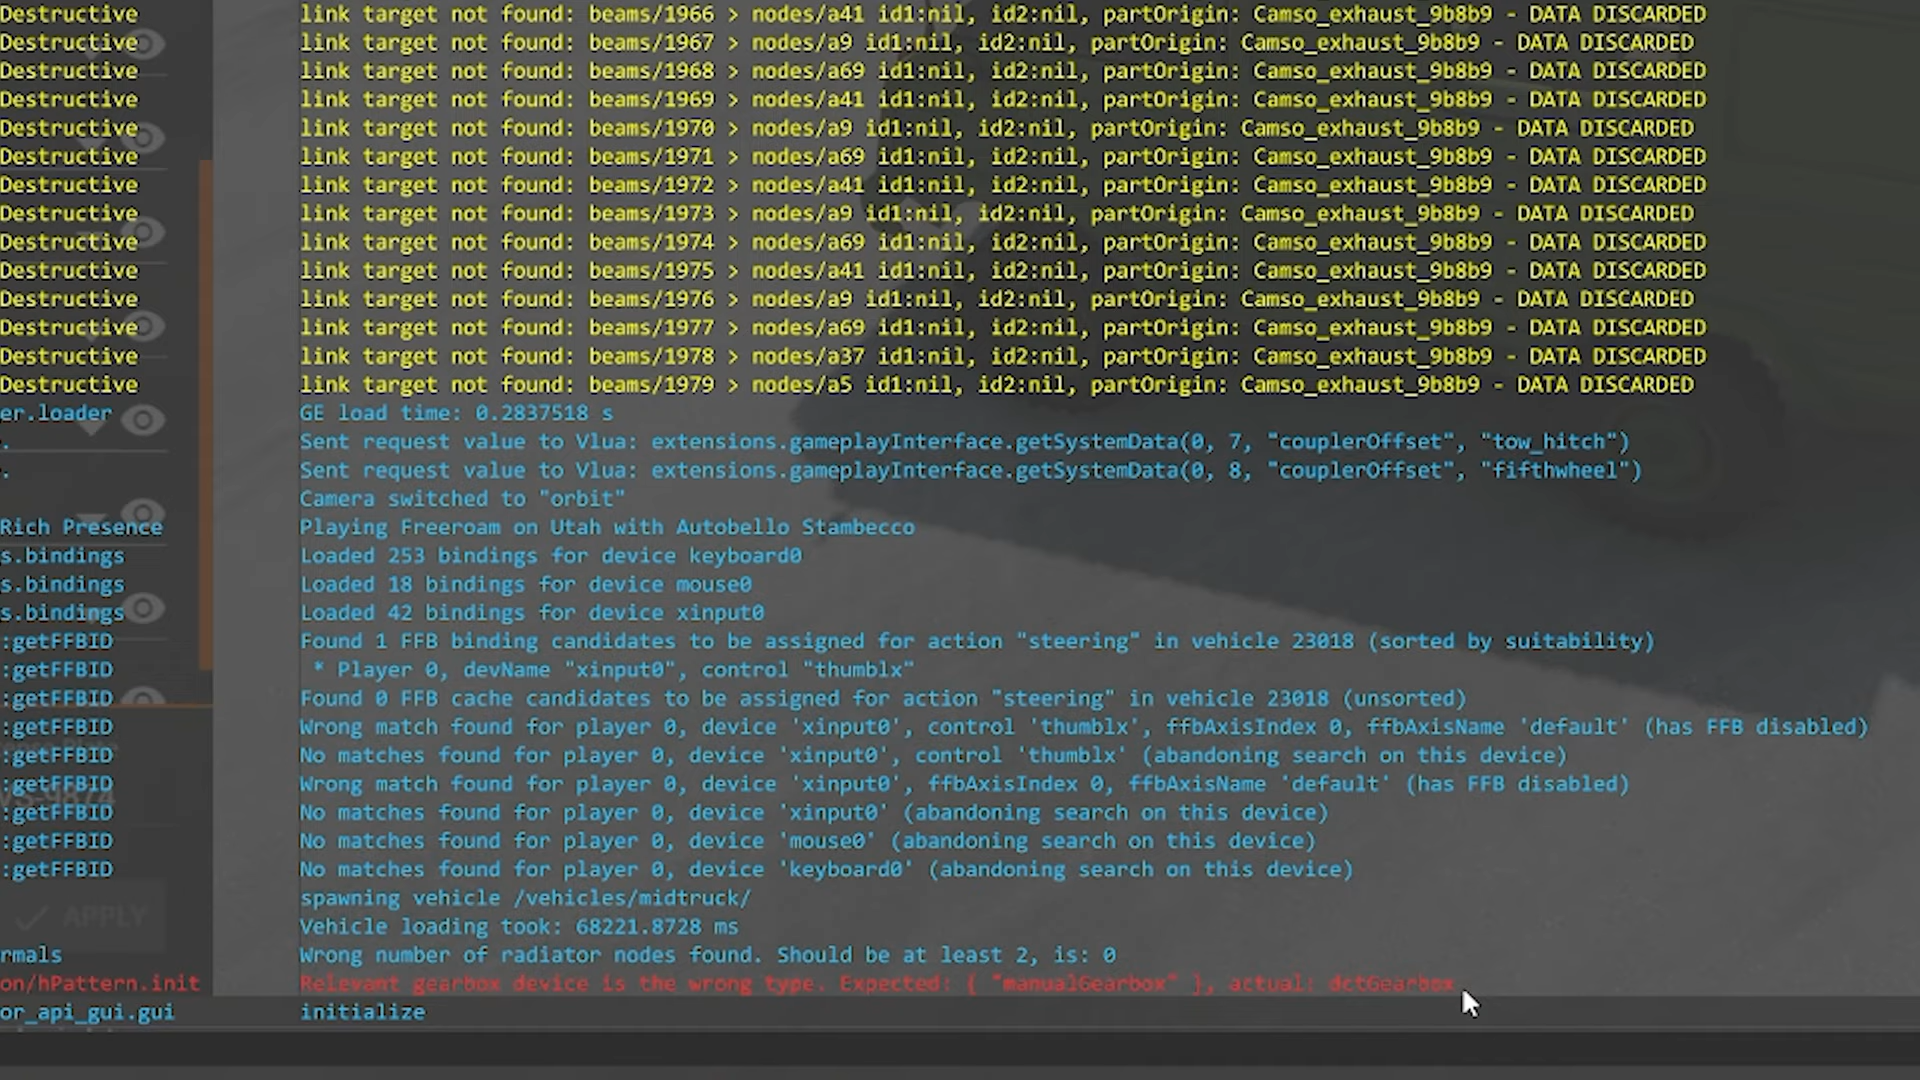 Destructive link target not found: beams/1966 > nodes/a41 id1:nil, id2:nil, partOrigin: Camso_exhaust_9b8b9 - DATA DISCARDED
Destructive link target not found: beams/1967 > nodes/a9 id1:nil, id2:nil, partOrigin: Camso_exhaust_9b8b9 - DATA DISCARDED
Destructive link target not found: beams/1968 > nodes/a69 id1:nil, id2:nil, partOrigin: Camso_exhaust_9b8b9 - DATA DISCARDED
Destructive link target not found: beams/1969 > nodes/a41 id1:nil, id2:nil, partOrigin: Camso_exhaust_9b8b9 - DATA DISCARDED
Destructive link target not found: beams/1970 > nodes/a9 id1:nil, id2:nil, partOrigin: Camso_exhaust_9b8b9 - DATA DISCARDED
Destructive link target not found: beams/1971 > nodes/a69 id1:nil, id2:nil, partOrigin: Camso_exhaust_9b8b9 - DATA DISCARDED
Destructive link target not found: beams/1972 > nodes/a41 id1:nil, id2:nil, partOrigin: Camso_exhaust_9b8b9 - DATA DISCARDED
Destructive link target not found: beams/1973 > nodes/a9 id1:nil, id2:nil, partOrigin: Camso_exhaust_9b8b9 - DATA DISCARDED
Destructive link target not found: beams/1974 > nodes/a69 id1:nil, id2:nil, partOrigin: Camso_exhaust_9b8b9 - DATA DISCARDED
Destructive link target not found: beams/1975 > nodes/a41 id1:nil, id2:nil, partOrigin: Camso_exhaust_9b8b9 - DATA DISCARDED
Destructive link target not found: beams/1976 > nodes/a9 id1:nil, id2:nil, partOrigin: Camso_exhaust_9b8b9 - DATA DISCARDED
Destructive link target not found: beams/1977 > nodes/a69 id1:nil, id2:nil, partOrigin: Camso_exhaust_9b8b9 - DATA DISCARDED
Destructive link target not found: beams/1978 > nodes/a37 id1:nil, id2:nil, partOrigin: Camso_exhaust_9b8b9 - DATA DISCARDED
Destructive link target not found: beams/1979 > nodes/a5 id1:nil, id2:nil, partOrigin: Camso_exhaust_9b8b9 - DATA DISCARDED
er.loader GE load time: 0.2837518 s
. Sent request value to Vlua: extensions.gameplayInterface.getSystemData(0, 7, "couplerOffset", "tow_hitch")
. Sent request value to Vlua: extensions.gameplayInterface.getSystemData(0, 8, "couplerOffset", "fifthwheel")
Camera switched to "orbit"
Rich Presence Playing Freeroam on Utah with Autobello Stambecco
s.bindings Loaded 253 bindings for device keyboard0
s.bindings Loaded 18 bindings for device mouse0
s.bindings Loaded 42 bindings for device xinput0
:getFFBID Found 1 FFB binding candidates to be assigned for action "steering" in vehicle 23018 (sorted by suitability)
:getFFBID * Player 0, devName "xinput0", control "thumblx"
:getFFBID Found 0 FFB cache candidates to be assigned for action "steering" in vehicle 23018 (unsorted)
:getFFBID Wrong match found for player 0, device 'xinput0', control 'thumblx', ffbAxisIndex 0, ffbAxisName 'default' (has FFB disabled)
:getFFBID No matches found for player 0, device 'xinput0', control 'thumblx' (abandoning search on this device)
:getFFBID Wrong match found for player 0, device 'xinput0', ffbAxisIndex 0, ffbAxisName 'default' (has FFB disabled)
:getFFBID No matches found for player 0, device 'xinput0' (abandoning search on this device)
:getFFBID No matches found for player 0, device 'mouse0' (abandoning search on this device)
:getFFBID No matches found for player 0, device 'keyboard0' (abandoning search on this device)
spawning vehicle /vehicles/midtruck/
APPLY
Vehicle loading took: 68221.8728 ms
rmals Wrong number of radiator nodes found. Should be at least 2, is: 0
on/hPattern.init Relevant gearbox device is the wrong type. Expected: { "manualGearbox" }, actual: dctGearbox
or_api_gui.gui initialize